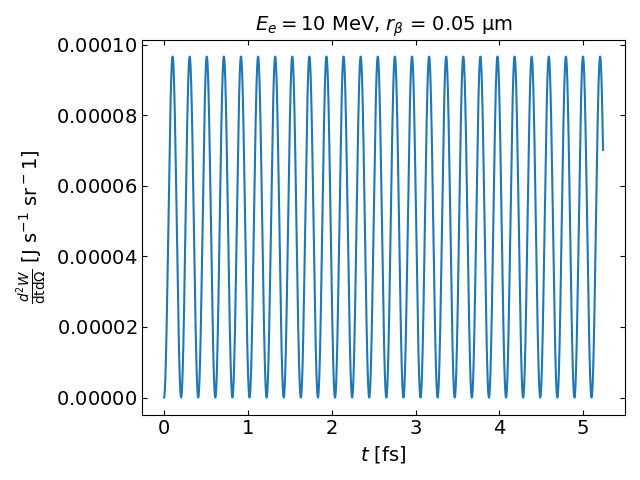 E_e = 10 MeV, r_β = 0.05 μm
d²W/dtdΩ [J s⁻¹ sr⁻1]
0.00010
0.00008
0.00006
0.00004
0.00002
0.00000
0 1 2 3 4 5
t [fs]